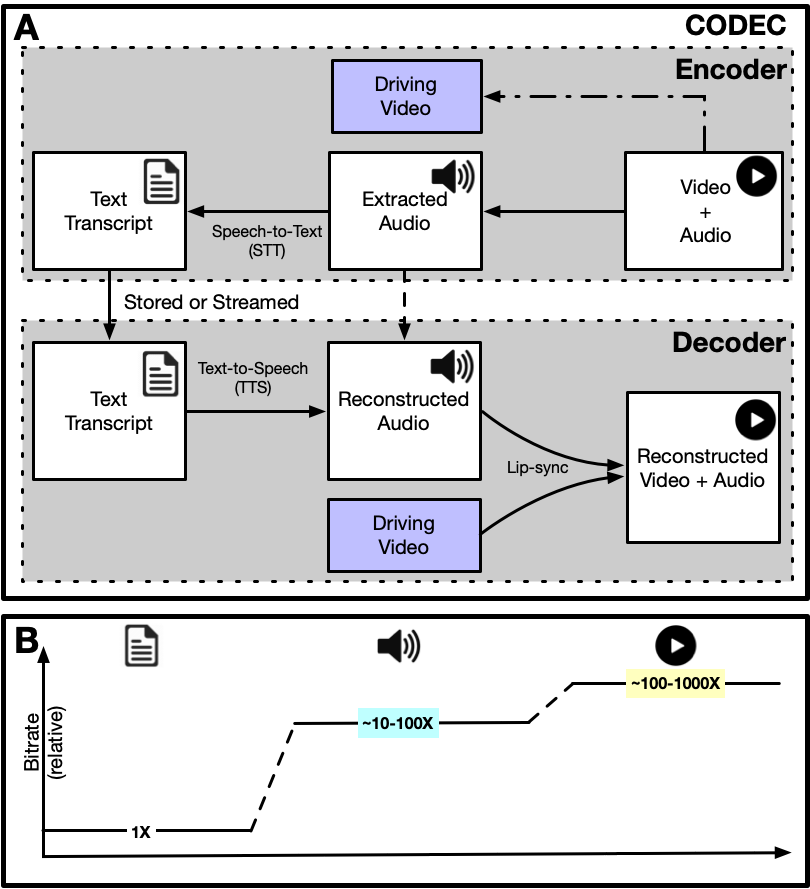 A
CODEC
Encoder
Driving
Video
Text
Transcript
Speech-to-Text
(STT)
Extracted
Audio
Video
+
Audio
Stored or Streamed
Decoder
Text
Transcript
Text-to-Speech
(TTS)
Reconstructed
Audio
Lip-sync
Driving
Video
Reconstructed
Video + Audio
B
Bitrate
(relative)
1X
~10-100X
~100-1000X